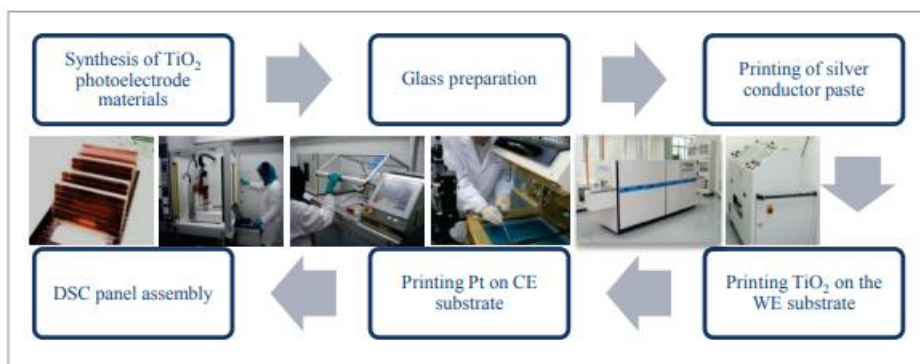 Synthesis of TiO₂
photoelectrode
materials
Glass preparation
Printing of silver
conductor paste
DSC panel assembly
Printing Pt on CE
substrate
Printing TiO₂ on the
WE substrate